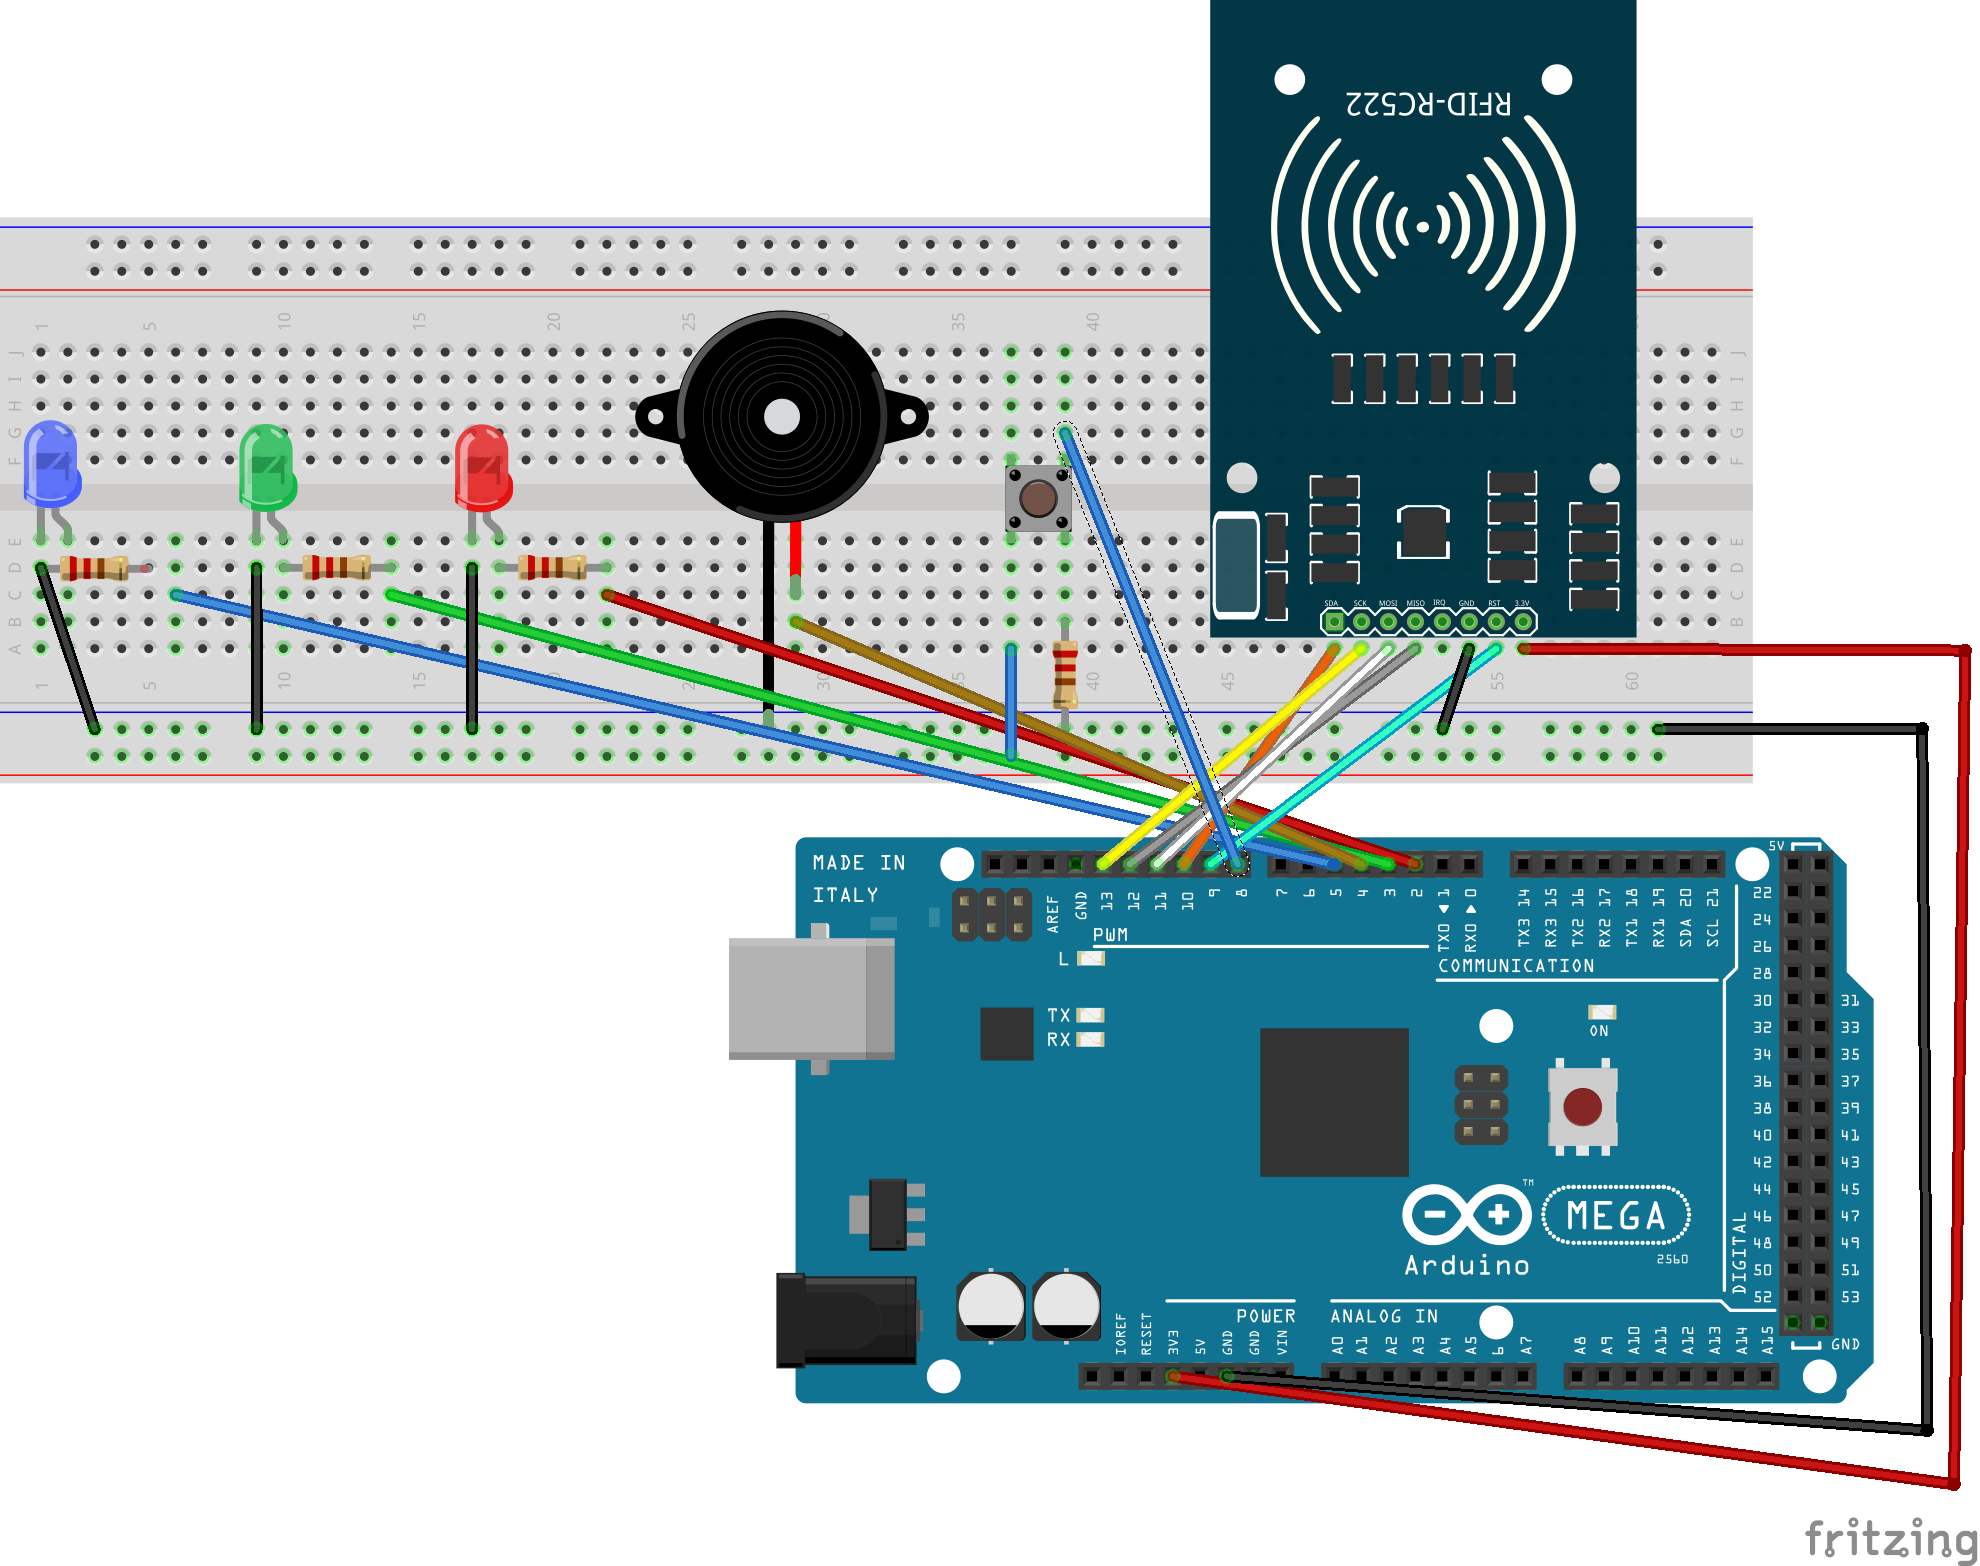 RFID-RC522
1 5 10 15 20 25 30 35 40
J
I
H
G
F
SDA SCK MOSI MISO IRQ GND RST 3.3V
E
D
C
B
A
1 5 10 15 30 40 45 55 60
MADE IN
ITALY
5V
AREF GND 13 12 11 10 9 8 7 6 5 4 3 2 TX0 1 RX0 0 TX3 14 RX3 15 TX2 16 RX2 17 TX1 18 RX1 19 SDA 20 SCL 21
PWM
COMMUNICATION
L
TX
RX
ON
22
24
26
28
30 31
32 33
34 35
36 37
38 39
40 41
42 43
44 45
46 47
48 49
50 51
52 53
DIGITAL
GND
TM
MEGA
2560
Arduino
POWER
ANALOG IN
IOREF RESET 3V3 5V GND GND VIN A0 A1 A2 A3 A4 A5 6 A7 A8 A9 A10 A11 A12 A13 A14 A15
fritzing